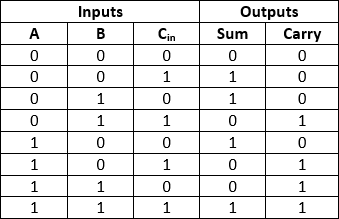 Inputs Outputs
A B Cin Sum Carry
0 0 0 0 0
0 0 1 1 0
0 1 0 1 0
0 1 1 0 1
1 0 0 1 0
1 0 1 0 1
1 1 0 0 1
1 1 1 1 1